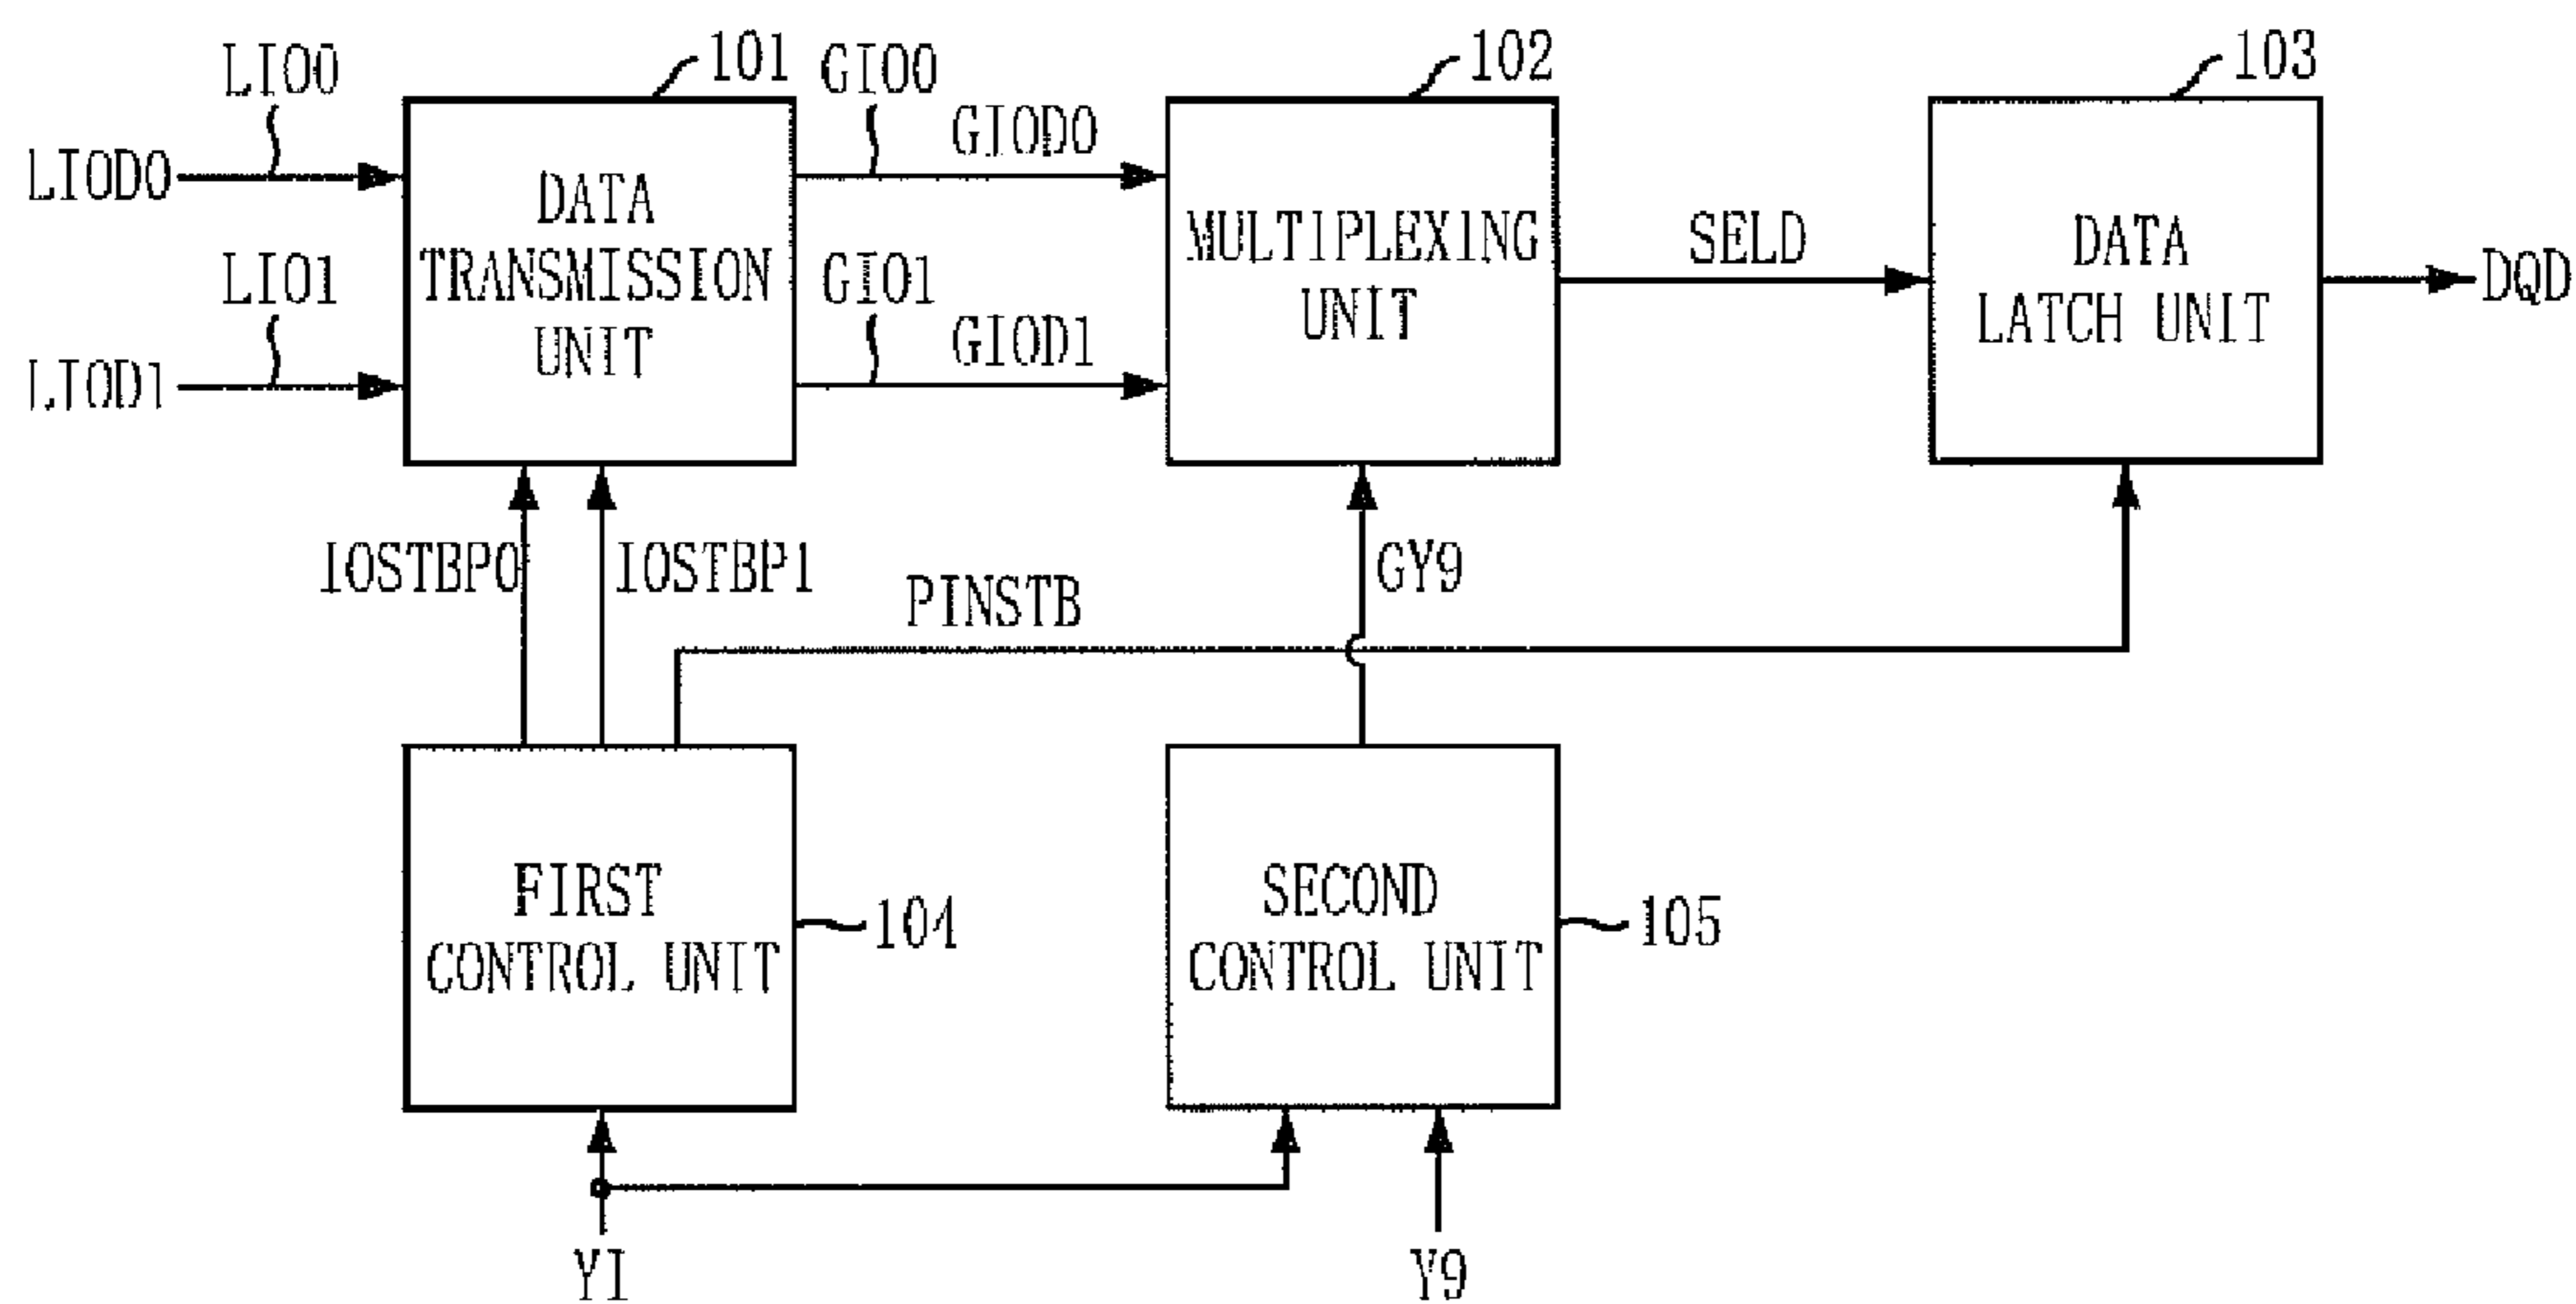 101
102
103
LIO0
GIO0
GIOD0
LIOD0
DATA
TRANSMISSION
UNIT
MULTIPLEXING
UNIT
SELD
DATA
LATCH UNIT
DQD
LIO1
GIO1
GIOD1
LIOD1
IOSTBP0
IOSTBP1
PINSTB
GY9
FIRST
CONTROL UNIT
104
SECOND
CONTROL UNIT
105
YI
Y9